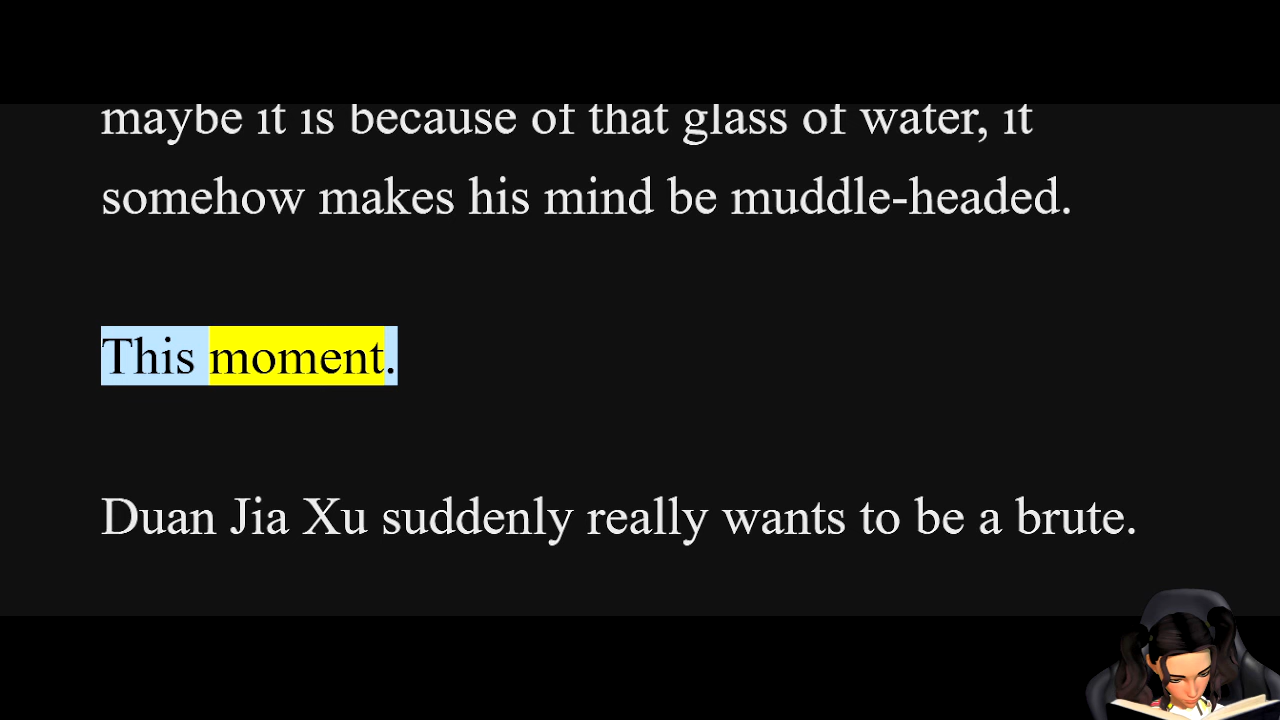 maybe it is because of that glass of water, it
somehow makes his mind be muddle-headed.
This moment.
Duan Jia Xu suddenly really wants to be a brute.